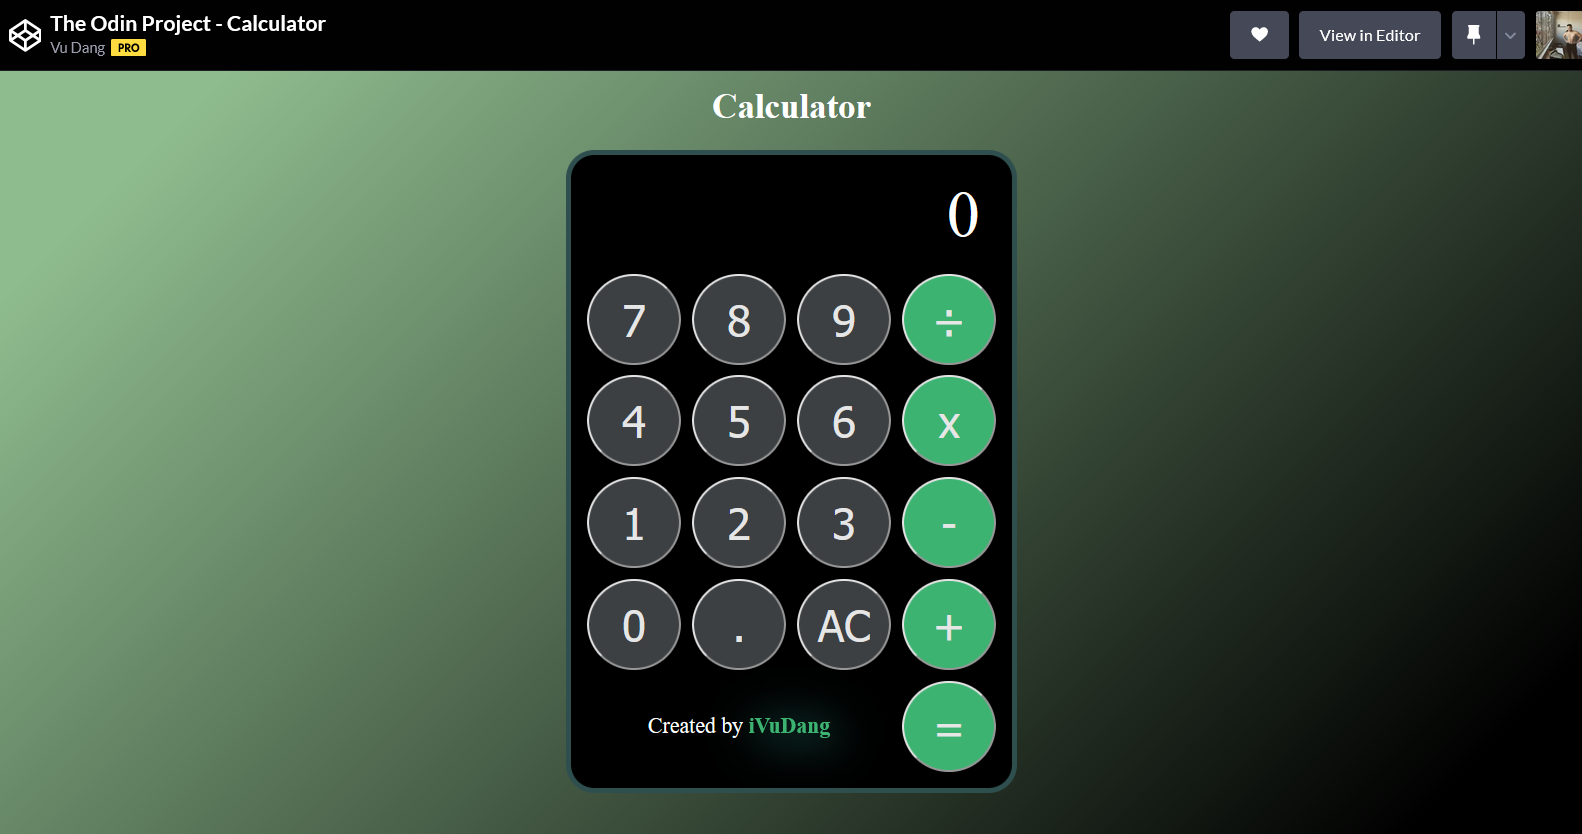 The Odin Project - Calculator
Vu Dang PRO
View in Editor
Calculator
0
7 8 9 ÷
4 5 6 x
1 2 3 -
0 . AC +
Created by iVuDang =